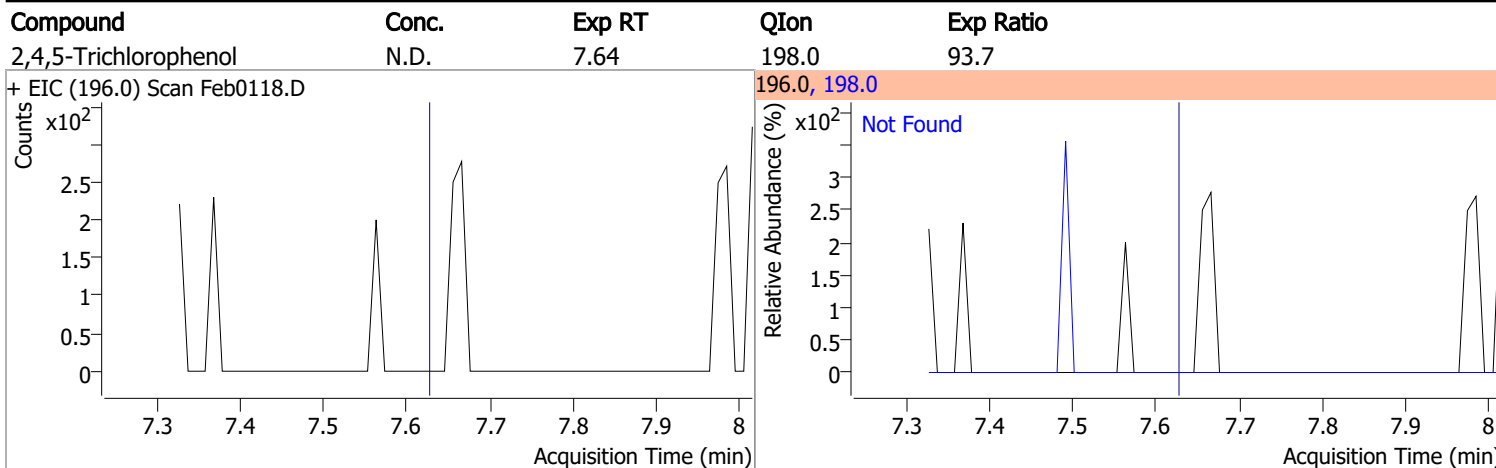 Compound Conc. Exp RT QIon Exp Ratio
2,4,5-Trichlorophenol N.D. 7.64 198.0 93.7
+ EIC (196.0) Scan Feb0118.D
Counts
x102
2.5
2
1.5
1
0.5
0
7.3 7.4 7.5 7.6 7.7 7.8 7.9 8
Acquisition Time (min)
196.0, 198.0
Relative Abundance (%)
x102
Not Found
3
2.5
2
1.5
1
0.5
0
7.3 7.4 7.5 7.6 7.7 7.8 7.9 8
Acquisition Time (min)